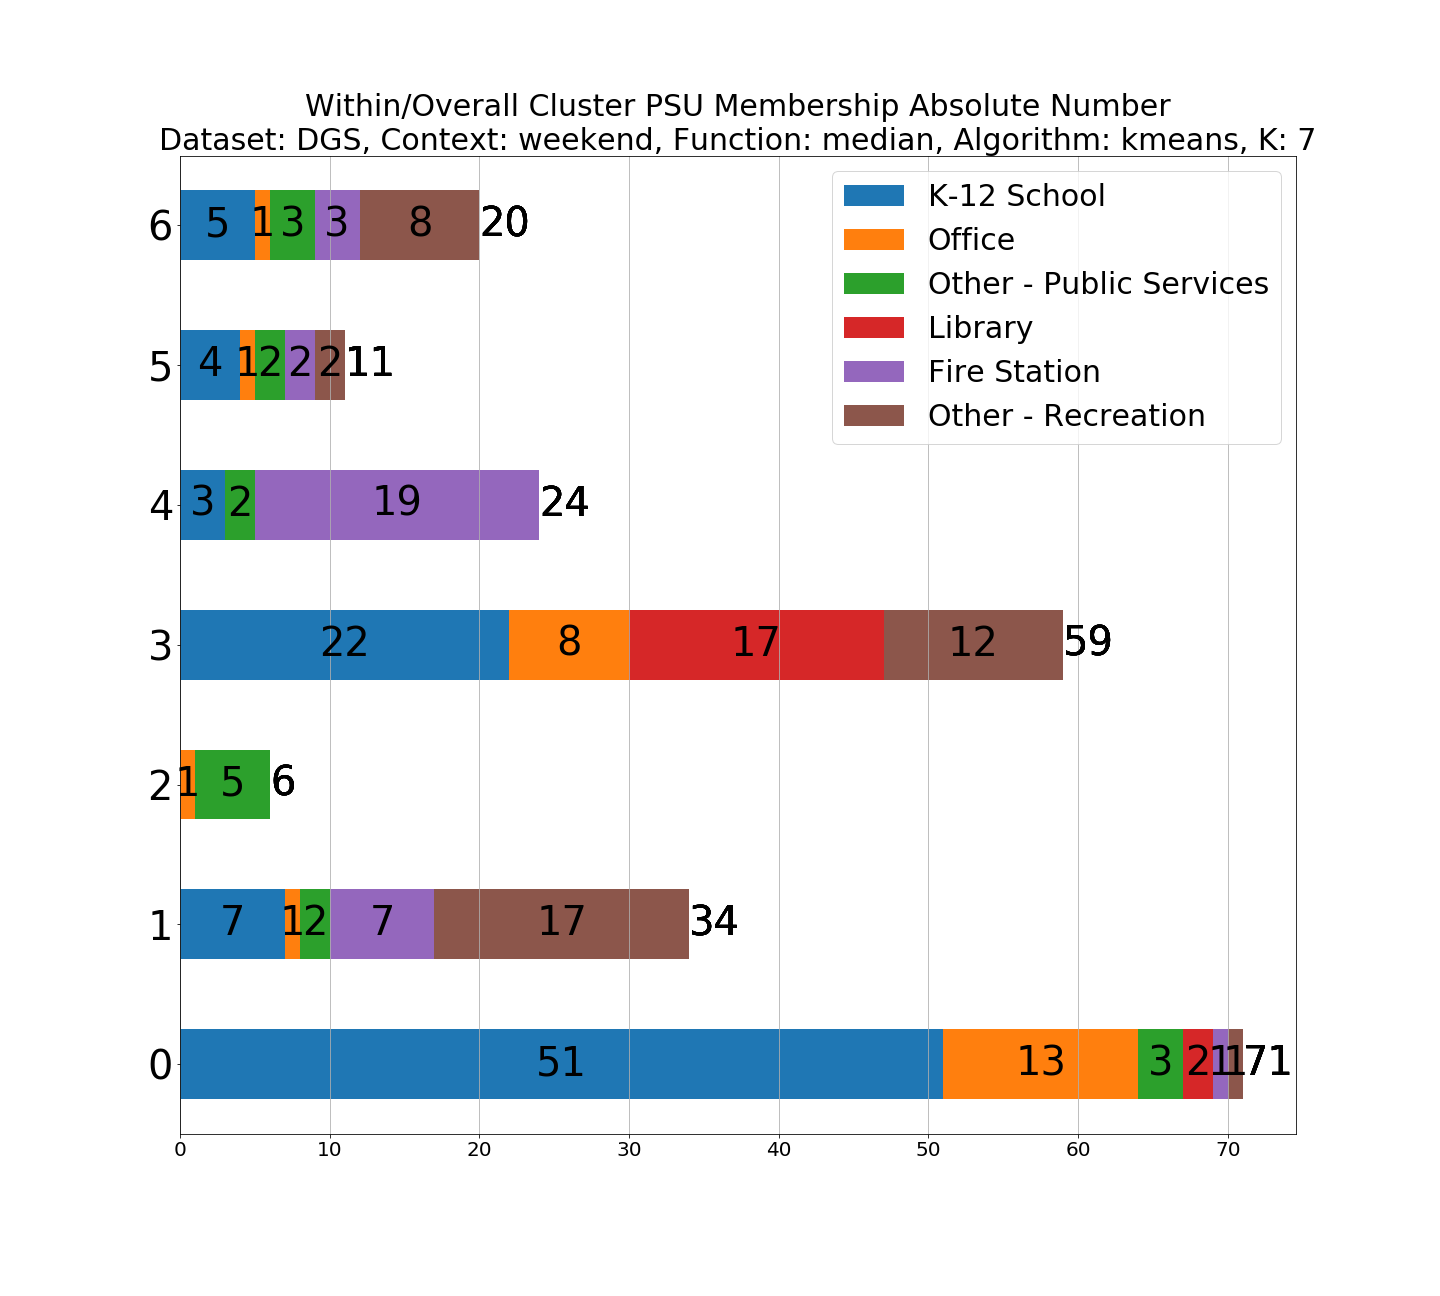 Within/Overall Cluster PSU Membership Absolute Number
Dataset: DGS, Context: weekend, Function: median, Algorithm: kmeans, K: 7
K-12 School
Office
Other - Public Services
Library
Fire Station
Other - Recreation
6 5 1 3 3 8 20
5 4 1 2 2 2 11
4 3 2 19 24
3 22 8 17 12 59
2 1 5 6
1 7 1 2 7 17 34
0 51 13 3 2 1 1 71
0 10 20 30 40 50 60 70